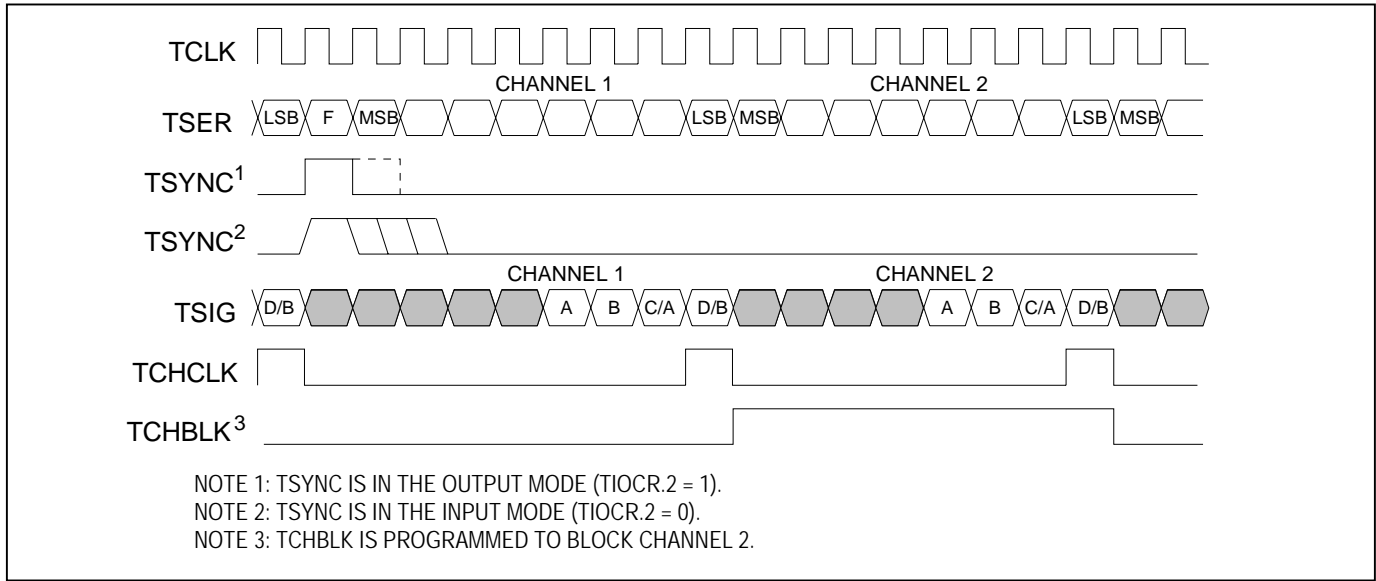 TCLK
CHANNEL 1 CHANNEL 2
TSER LSB F MSB LSB MSB LSB MSB
TSYNC1
TSYNC2
CHANNEL 1 CHANNEL 2
TSIG D/B A B C/A D/B A B C/A D/B
TCHCLK
TCHBLK3
NOTE 1: TSYNC IS IN THE OUTPUT MODE (TIOCR.2 = 1).
NOTE 2: TSYNC IS IN THE INPUT MODE (TIOCR.2 = 0).
NOTE 3: TCHBLK IS PROGRAMMED TO BLOCK CHANNEL 2.